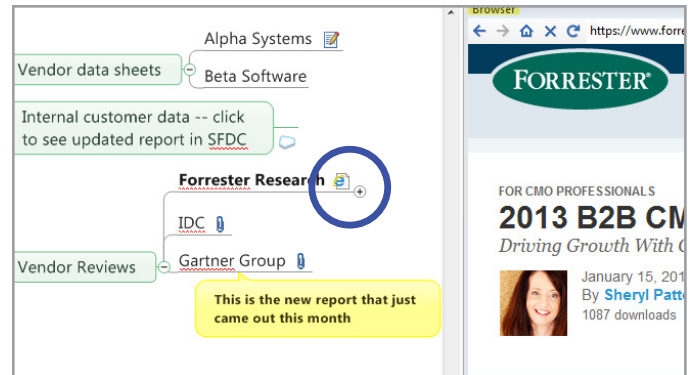 Alpha Systems
Vendor data sheets
Beta Software
Internal customer data -- click
to see updated report in SFDC
Forrester Research
IDC
Vendor Reviews
Gartner Group
This is the new report that just
came out this month
Browser
https://www.forre
FORRESTER®
FOR CMO PROFESSIONALS
2013 B2B CM
Driving Growth With
January 15, 201
By Sheryl Patt
1087 downloads